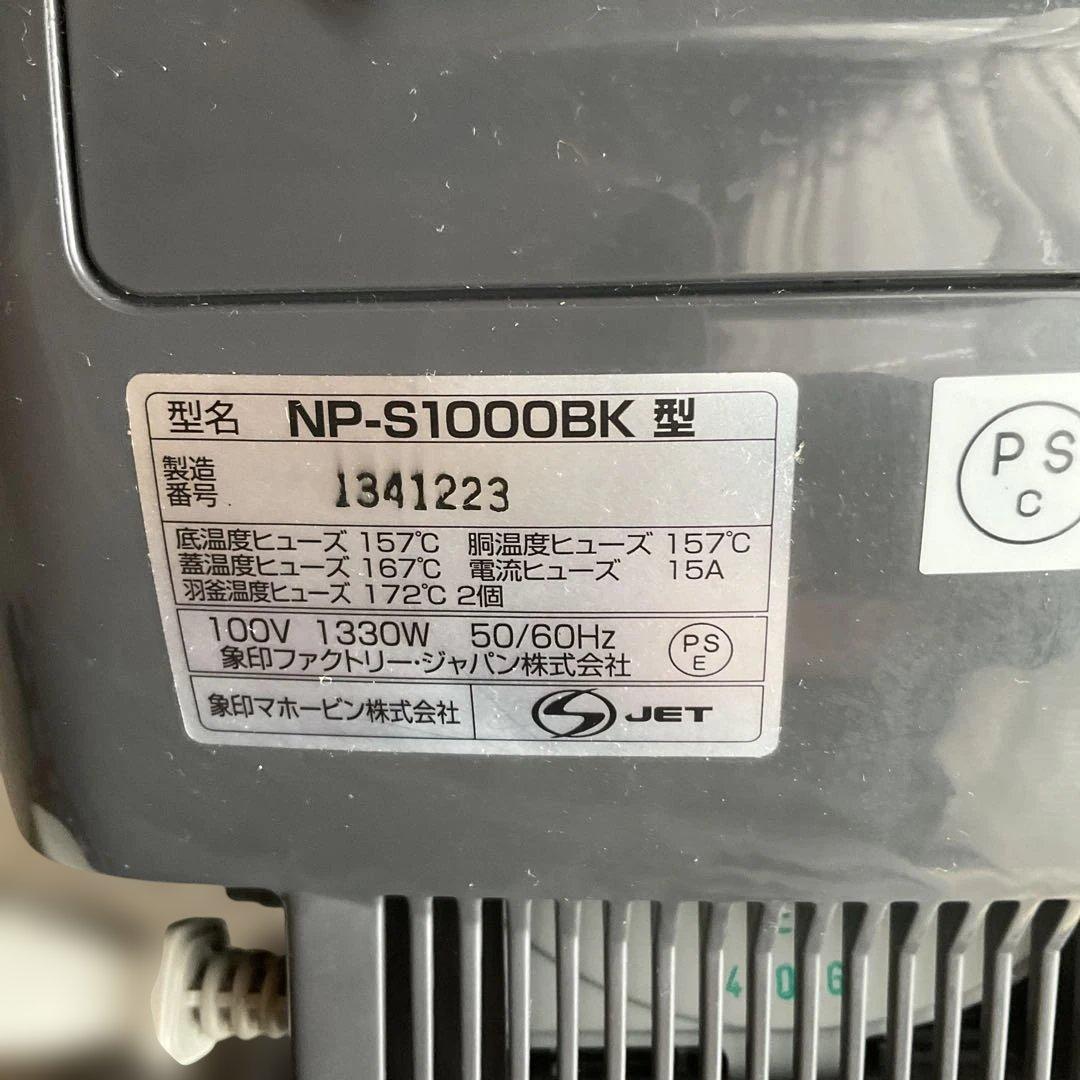 型名 NP-S1000BK 型
製造番号 1341223
底温度ヒューズ 157℃ 胴温度ヒューズ 157℃
蓋温度ヒューズ 167℃ 電流ヒューズ 15A
羽釜温度ヒューズ 172℃ 2個
100V 1330W 50/60Hz
象印ファクトリー・ジャパン株式会社
PS
E
象印マホービン株式会社 S JET
PS
C
406